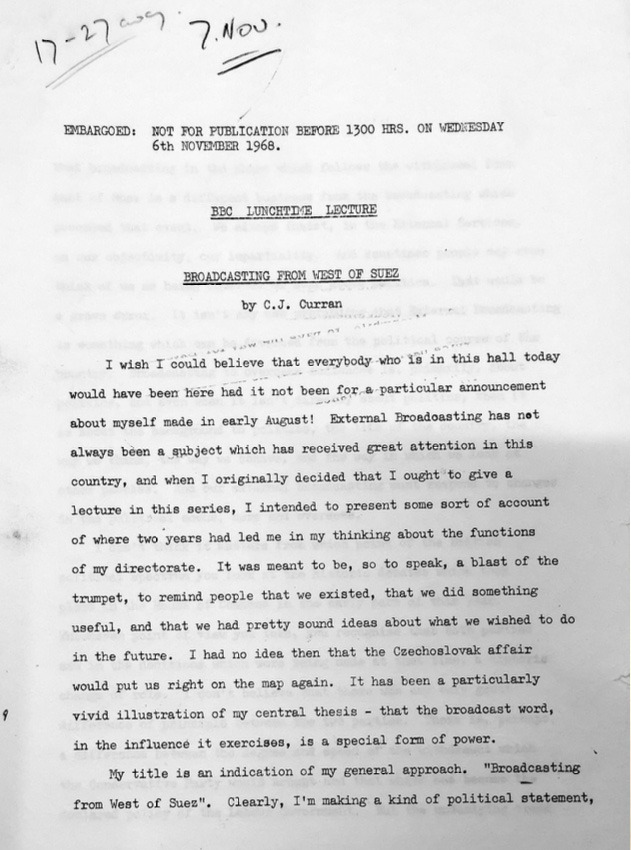 17-27 aug.
7. Nov.
EMBARGOED: NOT FOR PUBLICATION BEFORE 1300 HRS. ON WEDNESDAY
6th NOVEMBER 1968.
BBC LUNCHTIME LECTURE
BROADCASTING FROM WEST OF SUEZ
by C.J. Curran
I wish I could believe that everybody who is in this hall today
would have been here had it not been for a particular announcement
about myself made in early August! External Broadcasting has not
always been a subject which has received great attention in this
country, and when I originally decided that I ought to give a
lecture in this series, I intended to present some sort of account
of where two years had led me in my thinking about the functions
of my directorate. It was meant to be, so to speak, a blast of the
trumpet, to remind people that we existed, that we did something
useful, and that we had pretty sound ideas about what we wished to do
in the future. I had no idea then that the Czechoslovak affair
would put us right on the map again. It has been a particularly
vivid illustration of my central thesis - that the broadcast word,
in the influence it exercises, is a special form of power.
My title is an indication of my general approach. "Broadcasting
from West of Suez". Clearly, I'm making a kind of political statement,